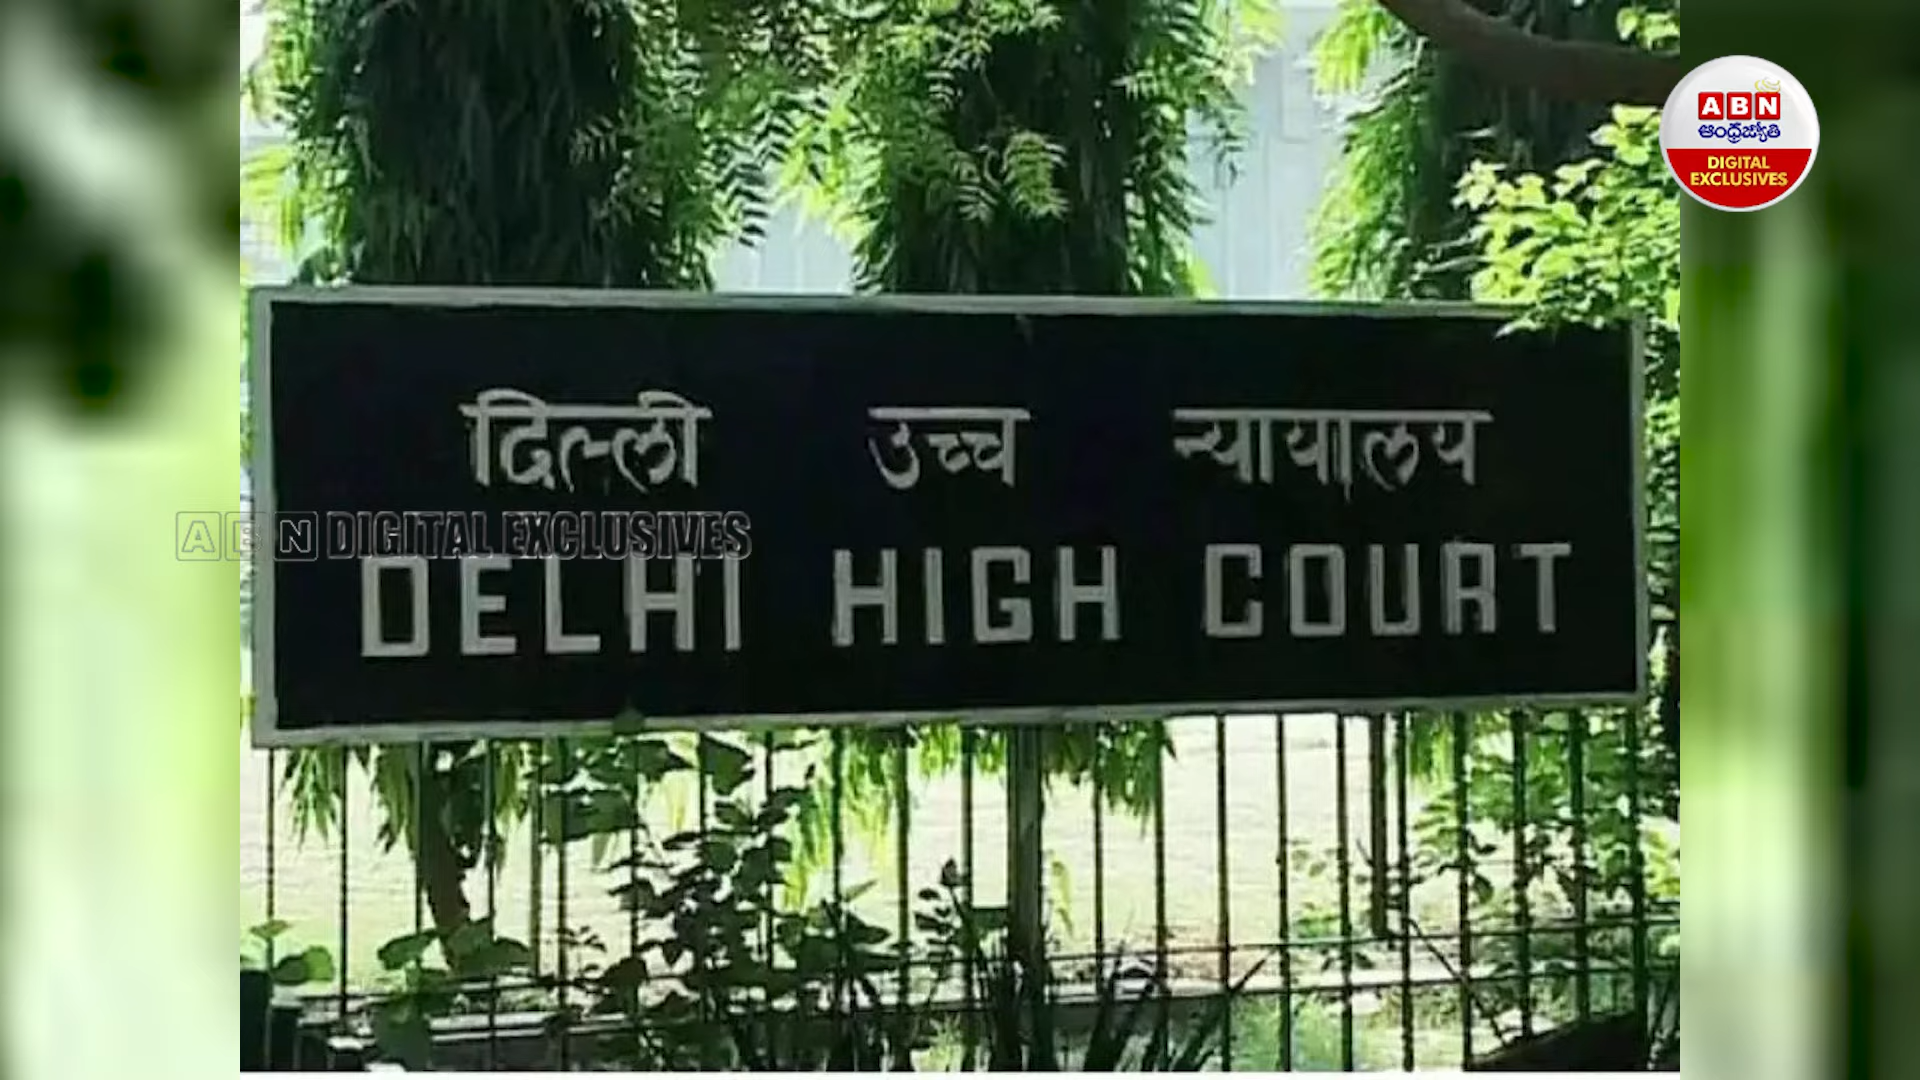 ABN
ఆంధ్రజ్యోతి
DIGITAL
EXCLUSIVES
दिल्ली उच्च न्यायालय
ABN DIGITAL EXCLUSIVES
DELHI HIGH COURT